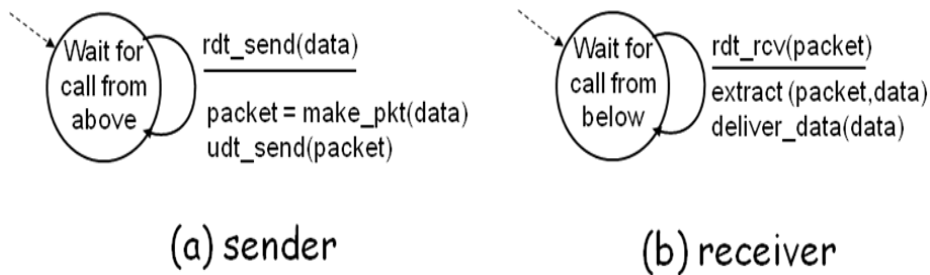 Wait for
call from
above
rdt_send(data)
packet = make_pkt(data)
udt_send(packet)
(a) sender
Wait for
call from
below
rdt_rcv(packet)
extract (packet,data)
deliver_data(data)
(b) receiver